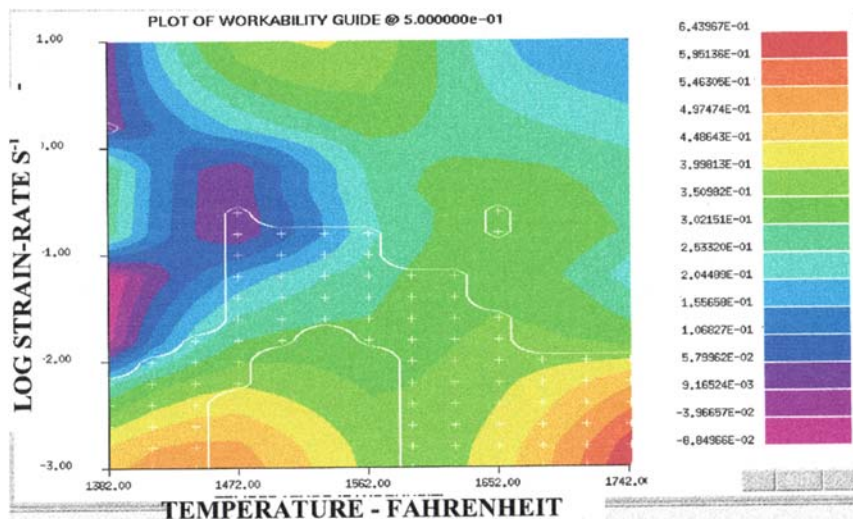 PLOT OF WORKABILITY GUIDE @ 5.000000e-01
LOG STRAIN-RATE S-1
1.00
-1.00
-2.00
-3.00
1382.00
1472.00
1562.00
1652.00
1742.0
TEMPERATURE - FAHRENHEIT
6.43967E-01
5.95136E-01
5.46305E-01
4.97474E-01
4.48643E-01
3.99813E-01
3.50982E-01
3.02151E-01
2.53320E-01
2.04489E-01
1.55658E-01
1.06827E-01
5.79962E-02
9.16524E-03
-3.96657E-02
-8.84966E-02